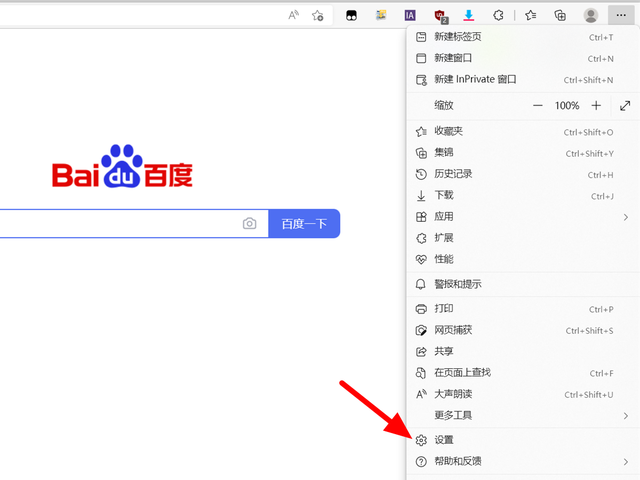 A
IA
2
新建标签页 Ctrl+T
新建窗口 Ctrl+N
新建 InPrivate 窗口 Ctrl+Shift+N
缩放 — 100% +
收藏夹 Ctrl+Shift+O
集锦 Ctrl+Shift+Y
历史记录 Ctrl+H
下载 Ctrl+J
应用
扩展
性能
警报和提示
打印 Ctrl+P
网页捕获 Ctrl+Shift+S
共享
在页面上查找 Ctrl+F
大声朗读 Ctrl+Shift+U
更多工具
设置
帮助和反馈
Bai du 百度
百度一下